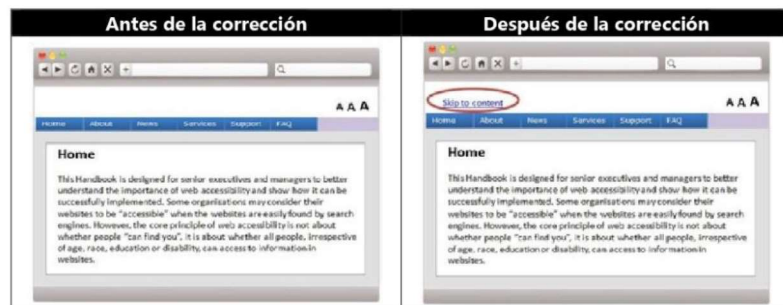 Antes de la corrección
Después de la corrección
A A A
Home About News Services Support FAQ
Home
This Handbook is designed for senior executives and managers to better
understand the importance of web accessibility and show how it can be
successfully implemented. Some organisations may consider their
websites to be "accessible" when the websites are easily found by search
engines. However, the core principle of web accessibility is not about
whether people "can find you", it is about whether all people, irrespective
of age, race, education or disability, can access to information in
websites.
Skip to content
A A A
Home About News Services Support FAQ
Home
This Handbook is designed for senior executives and managers to better
understand the importance of web accessibility and show how it can be
successfully implemented. Some organisations may consider their
websites to be "accessible" when the websites are easily found by search
engines. However, the core principle of web accessibility is not about
whether people "can find you", it is about whether all people, irrespective
of age, race, education or disability, can access to information in
websites.